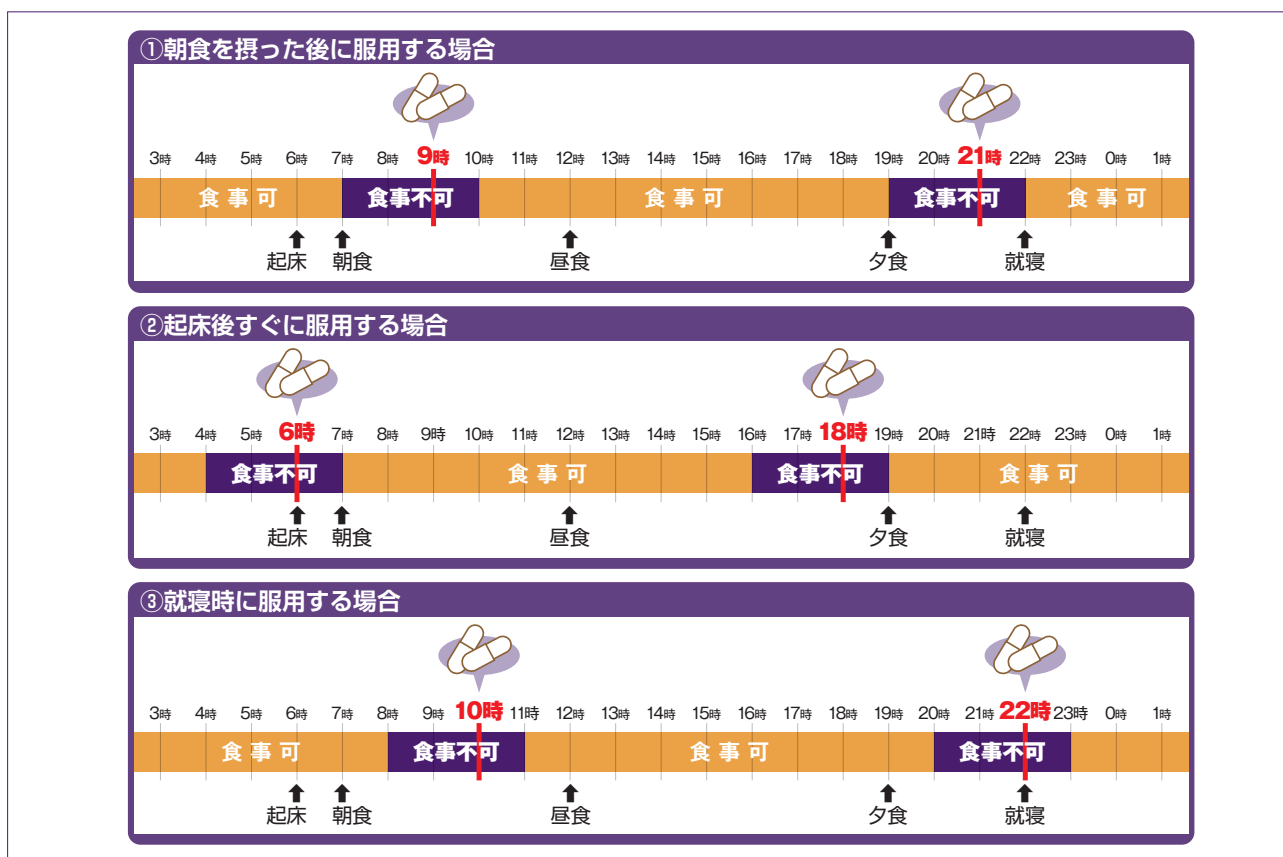 ①朝食を摂った後に服用する場合
3時 4時 5時 6時 7時 8時 9時 10時 11時 12時 13時 14時 15時 16時 17時 18時 19時 20時 21時 22時 23時 0時 1時
食事可 食事不可 食事可 食事不可 食事可
起床 朝食 昼食 夕食 就寝
②起床後すぐに服用する場合
3時 4時 5時 6時 7時 8時 9時 10時 11時 12時 13時 14時 15時 16時 17時 18時 19時 20時 21時 22時 23時 0時 1時
食事不可 食事可 食事不可 食事可
起床 朝食 昼食 夕食 就寝
③就寝時に服用する場合
3時 4時 5時 6時 7時 8時 9時 10時 11時 12時 13時 14時 15時 16時 17時 18時 19時 20時 21時 22時 23時 0時 1時
食事可 食事不可 食事可 食事不可
起床 朝食 昼食 夕食 就寝